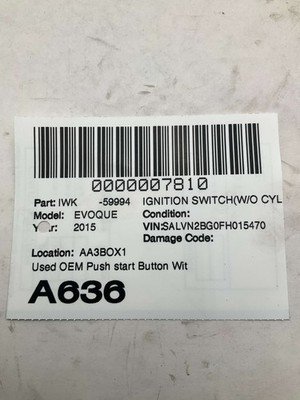 0000007810
Part: IWK -59994 IGNITION SWITCH(W/O CYL
Model: EVOQUE Condition:
Year: 2015 VIN:SALVN2BG0FH015470
Damage Code:
Location: AA3BOX1
Used OEM Push start Button Wit
A636